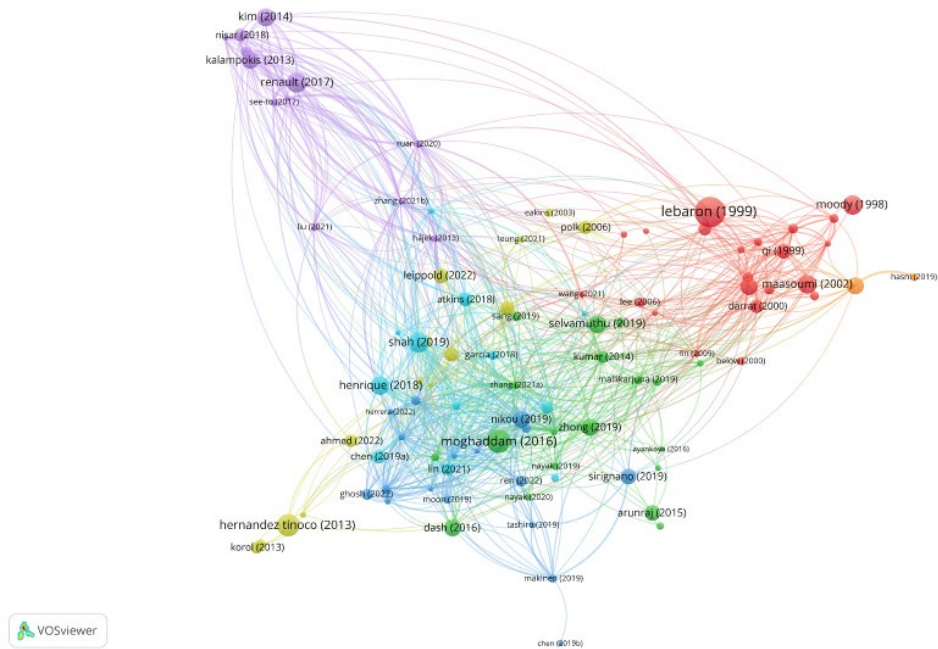 kim (2014)
nisar (2018)
kalampokis (2013)
renault (2017)
see-to (2017)
ruan (2020)
zhang (2021b)
liu (2021)
hajek (2013)
eakins (2003)
polk (2006)
leung (2021)
lebaron (1999)
moody (1998)
qi (1999)
hasni (2019)
maasoumi (2002)
darrat (2000)
leippold (2022)
atkins (2018)
wang (2021)
lee (2006)
sang (2019)
selvamuthu (2019)
shah (2019)
garcia (2018)
kumar (2014)
lin (2009)
below (2000)
henrique (2018)
zhang (2021a)
mallikarjuna (2019)
herrera (2022)
nikou (2019)
zhong (2019)
ahmed (2022)
moghaddam (2016)
chen (2019a)
lin (2021)
nayak (2019)
ren (2022)
sirignano (2019)
ghosh (2022)
moon (2019)
nayak (2020)
hernandez tinoco (2013)
dash (2016)
tashiro (2019)
arunraj (2015)
korol (2013)
makinen (2019)
chen (2019b)
VOSviewer